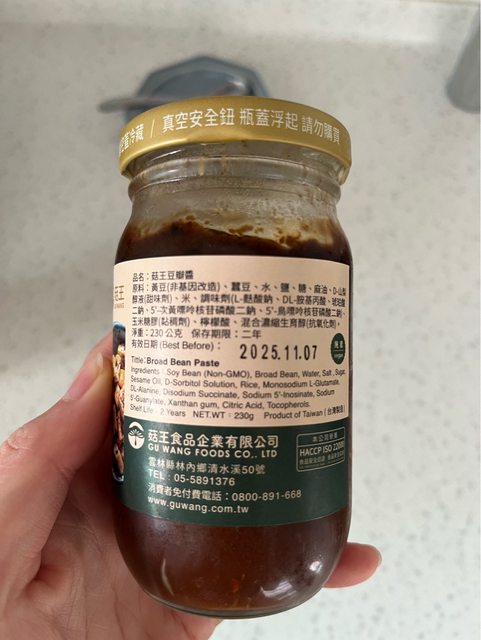 冷藏 / 真空安全鈕 瓶蓋浮起 請勿購買
菇王
品名：菇王豆瓣醬
原料：黃豆(非基因改造)、蠶豆、水、鹽、糖、麻油、D-山梨
醇液(甜味劑)、米、調味劑(L-麩酸鈉、DL-胺基丙酸、琥珀酸
二鈉、5'-次黃嘌呤核苷磷酸二鈉、5'-鳥嘌呤核苷磷酸二鈉)、
玉米糖膠(黏稠劑)、檸檬酸、混合濃縮生育醇(抗氧化劑)。
淨重：230 公克 保存期限：二年
有效日期(Best Before)： 2025.11.07
Title：Broad Bean Paste
Ingredients：Soy Bean (Non-GMO), Broad Bean, Water, Salt, Sugar,
Sesame Oil, D-Sorbitol Solution, Rice, Monosodium L-Glutamate,
DL-Alanine, Disodium Succinate, Sodium 5'-Inosinate, Sodium
5'-Guanylate, Xanthan gum, Citric Acid, Tocopherols.
Shelf Life：2 Years NET.WT：230g Product of Taiwan (台灣製造)
菇王食品企業有限公司
GU WANG FOODS CO., LTD
雲林縣林內鄉清水溪50號
TEL：05-5891376
消費者免付費電話：0800-891-668
www.guwang.com.tw
HACCP ISO 22000